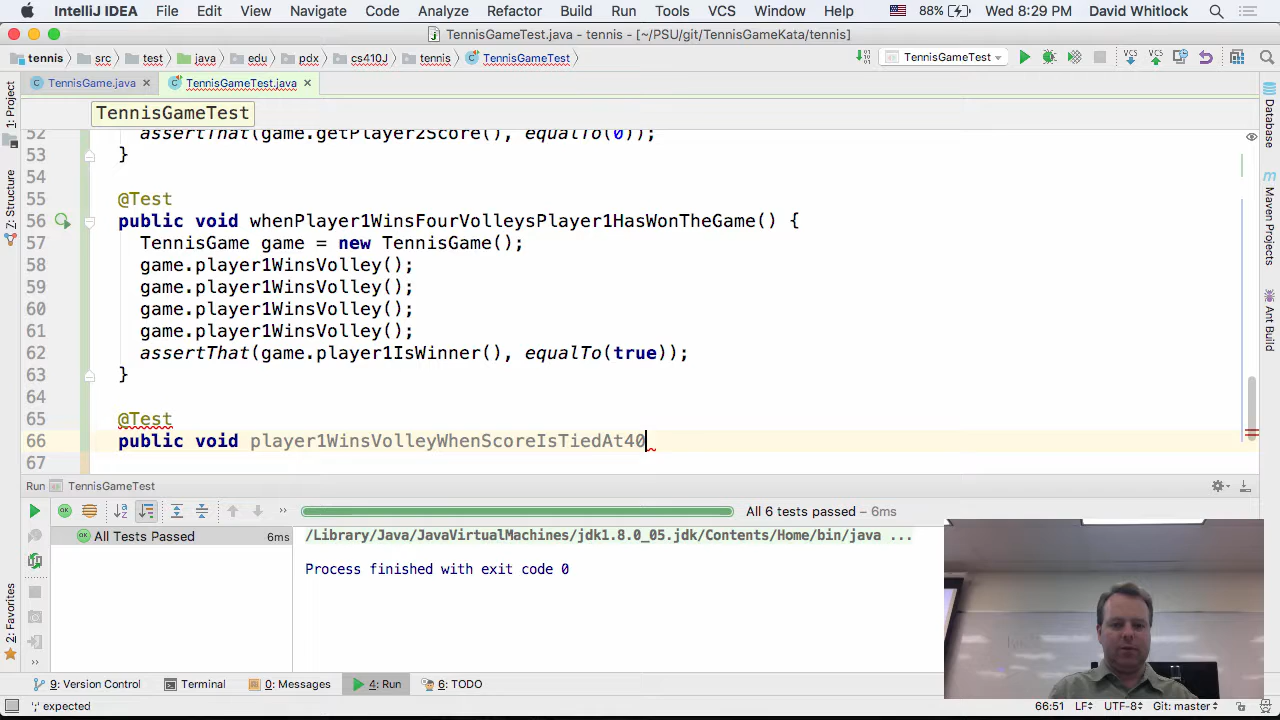 IntelliJ IDEA File Edit View Navigate Code Analyze Refactor Build Run Tools VCS Window Help 88% Wed 8:29 PM David Whitlock
TennisGameTest.java - tennis - [~/PSU/git/TennisGameKata/tennis]
tennis src test java edu pdx cs410J tennis TennisGameTest TennisGameTest VCS VCS
TennisGame.java TennisGameTest.java
TennisGameTest
52 assertThat(game.getPlayer2Score(), equalTo(0));
53 }
54
55 @Test
56 public void whenPlayer1WinsFourVolleysPlayer1HasWonTheGame() {
57 TennisGame game = new TennisGame();
58 game.player1WinsVolley();
59 game.player1WinsVolley();
60 game.player1WinsVolley();
61 game.player1WinsVolley();
62 assertThat(game.player1IsWinner(), equalTo(true));
63 }
64
65 @Test
66 public void player1WinsVolleyWhenScoreIsTiedAt40
67
1: Project
Z: Structure
2: Favorites
Database
Maven Projects
Ant Build
Run TennisGameTest
All 6 tests passed – 6ms
All Tests Passed 6ms
/Library/Java/JavaVirtualMachines/jdk1.8.0_05.jdk/Contents/Home/bin/java ...
Process finished with exit code 0
9: Version Control Terminal 0: Messages 4: Run 6: TODO
';' expected 66:51 LF÷ UTF-8÷ Git: master÷